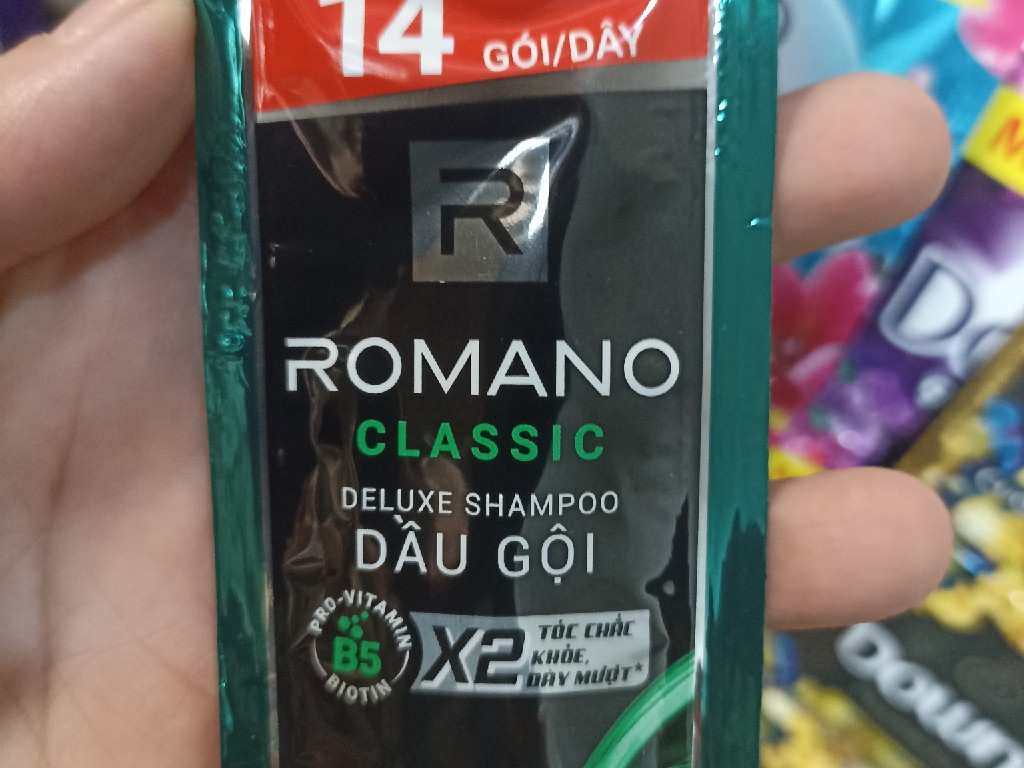 14 GÓI/DÂY
R
ROMANO
CLASSIC
DELUXE SHAMPOO
DẦU GỘI
PRO-VITAMIN
B5
BIOTIN
X2 TÓC CHẮC
KHỎE,
DÀY MƯỢT*